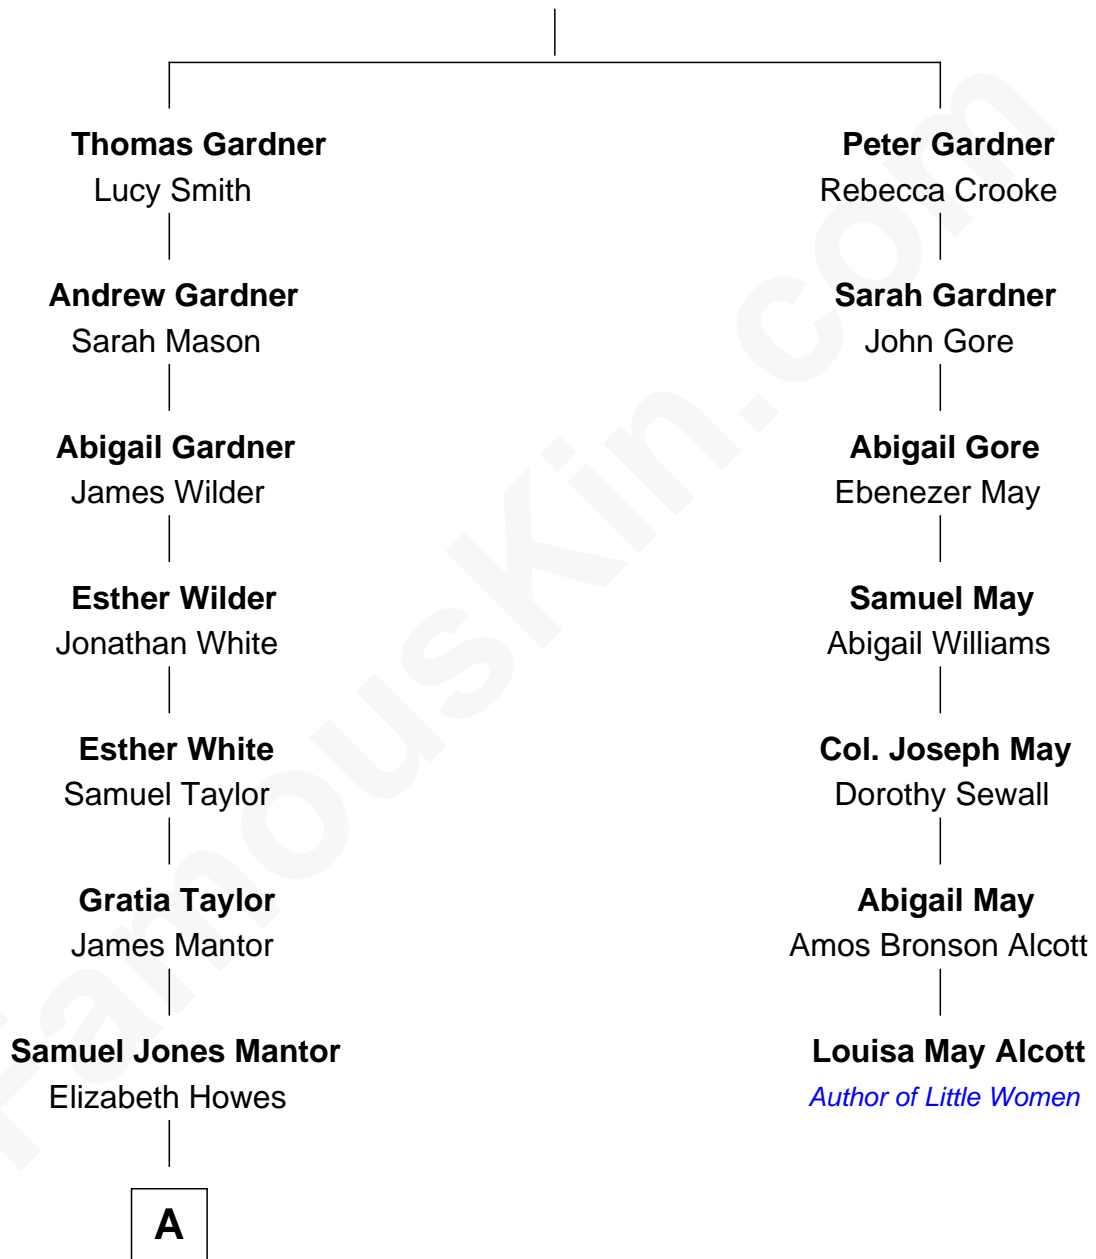 Thomas Gardner
Lucy Smith
Andrew Gardner
Sarah Mason
Abigail Gardner
James Wilder
Esther Wilder
Jonathan White
Esther White
Samuel Taylor
Gratia Taylor
James Mantor
Samuel Jones Mantor
Elizabeth Howes
A
Peter Gardner
Rebecca Crooke
Sarah Gardner
John Gore
Abigail Gore
Ebenezer May
Samuel May
Abigail Williams
Col. Joseph May
Dorothy Sewall
Abigail May
Amos Bronson Alcott
Louisa May Alcott
Author of Little Women
FamousKin.com